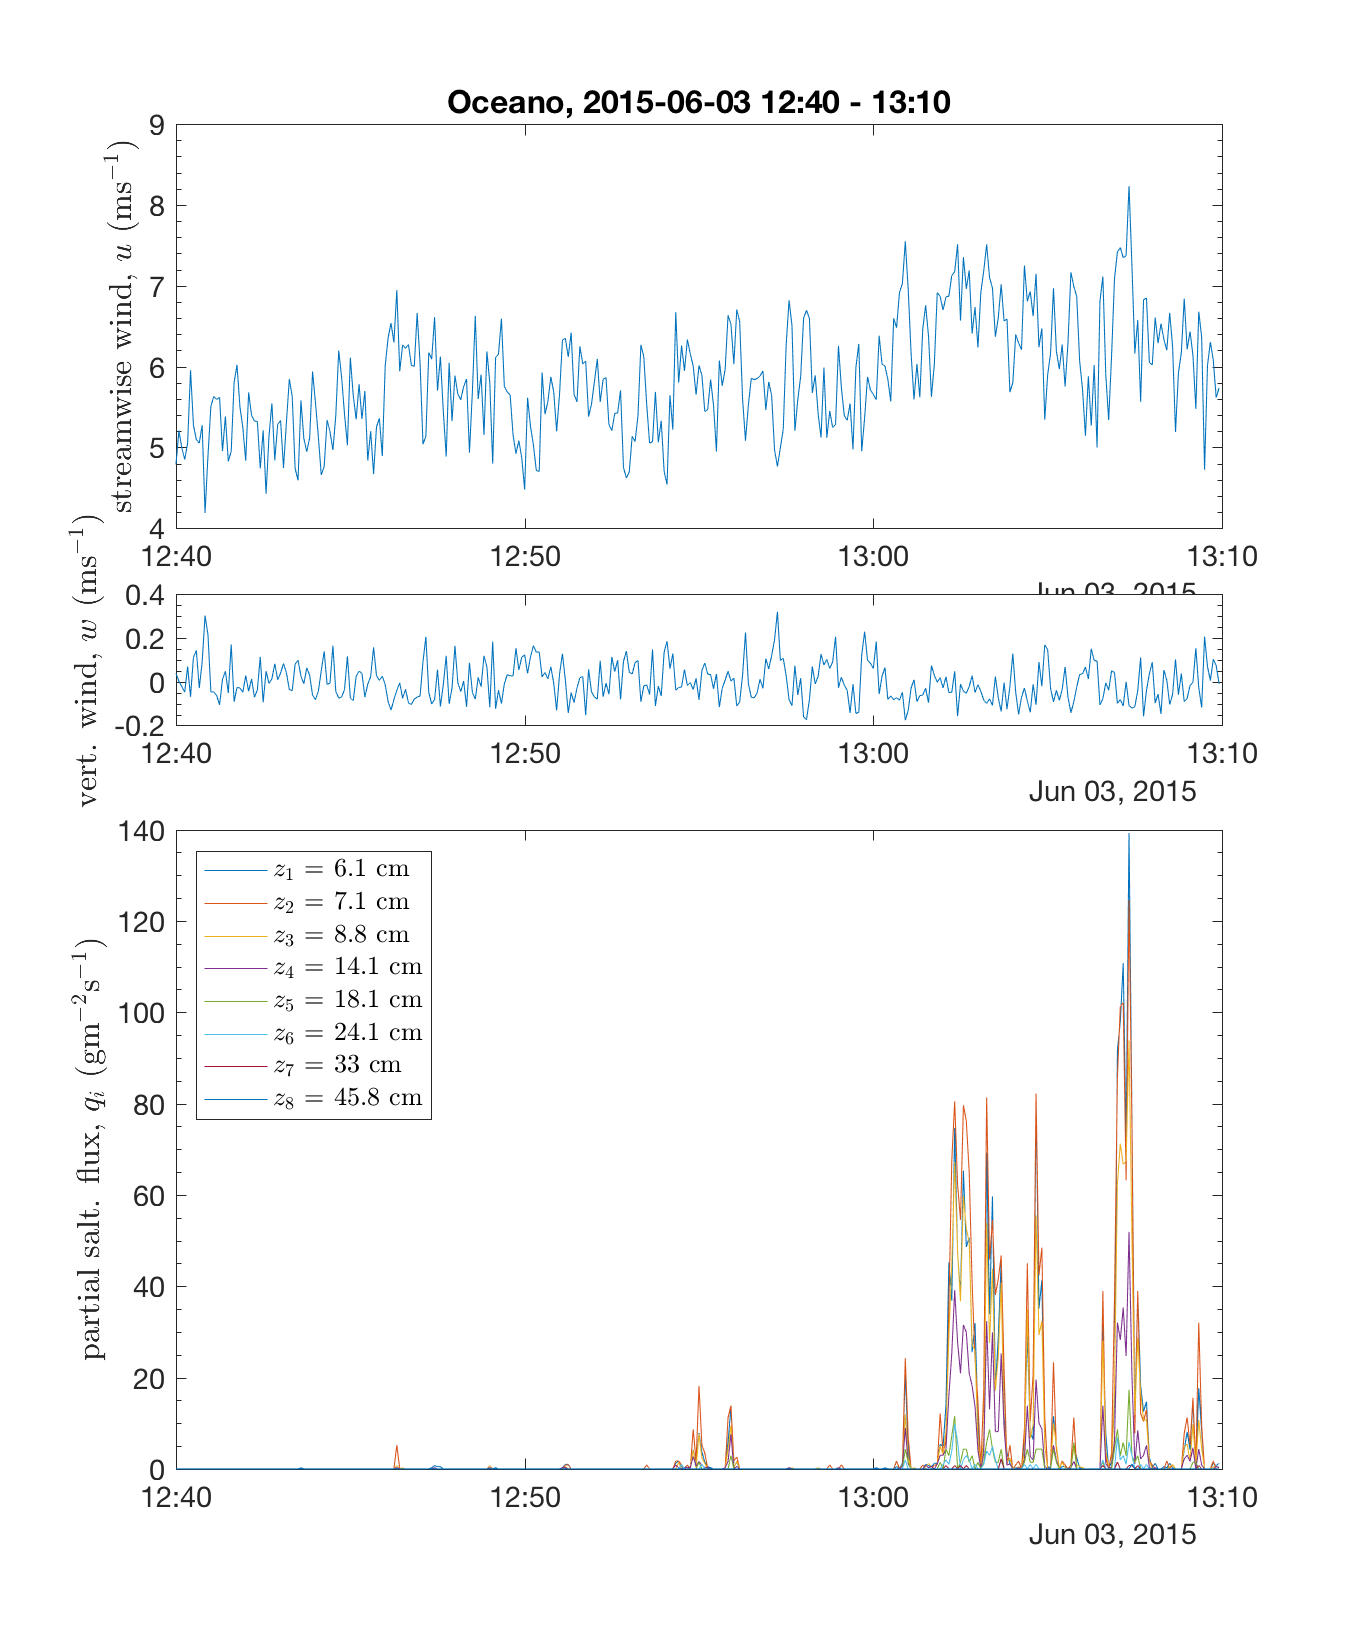 Oceano, 2015-06-03 12:40 - 13:10
streamwise wind, u (ms⁻¹)
9
8
7
6
5
4
12:40 12:50 13:00 13:10
Jun 03, 2015
vert. wind, w (ms⁻¹)
0.4
0.2
0
-0.2
12:40 12:50 13:00 13:10
Jun 03, 2015
partial salt. flux, qᵢ (gm⁻²s⁻¹)
140
120
100
80
60
40
20
0
z₁ = 6.1 cm
z₂ = 7.1 cm
z₃ = 8.8 cm
z₄ = 14.1 cm
z₅ = 18.1 cm
z₆ = 24.1 cm
z₇ = 33 cm
z₈ = 45.8 cm
12:40 12:50 13:00 13:10
Jun 03, 2015